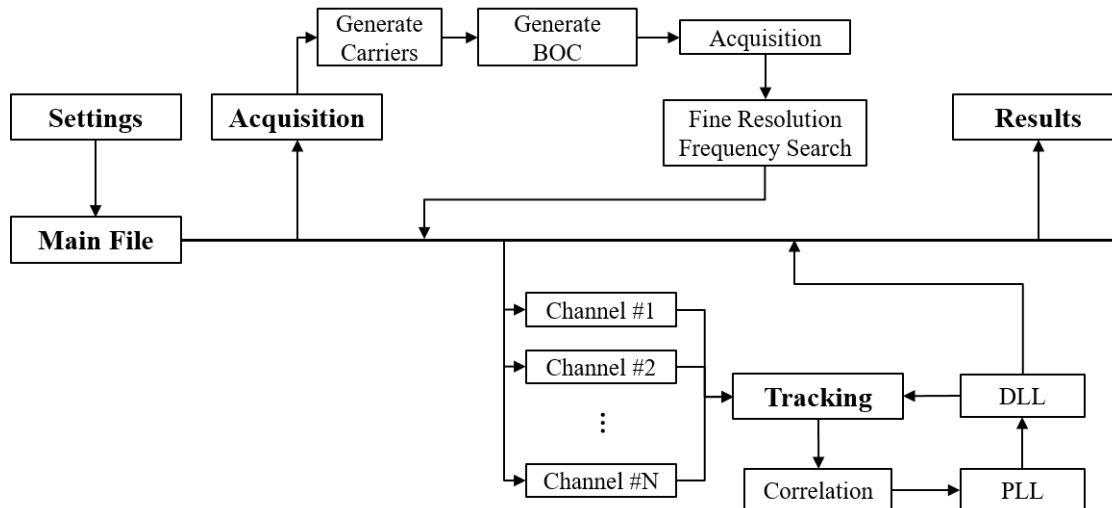 Generate
Carriers
Generate
BOC
Acquisition
Settings
Acquisition
Fine Resolution
Frequency Search
Results
Main File
Channel #1
Channel #2
⋮
Channel #N
Tracking
DLL
Correlation
PLL